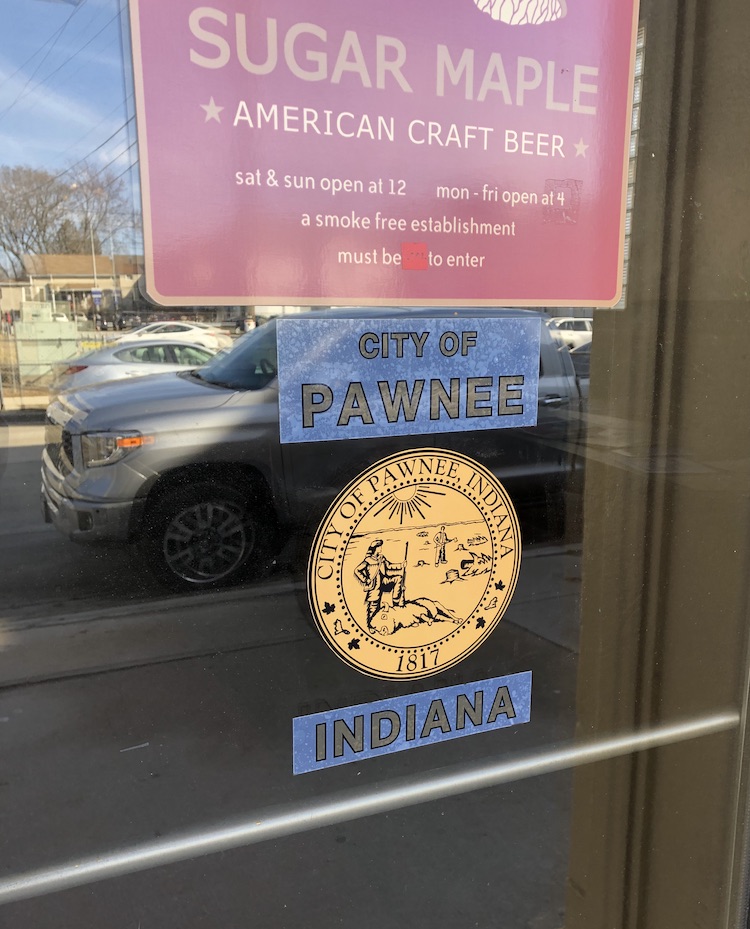 SUGAR MAPLE
★ AMERICAN CRAFT BEER ★
sat & sun open at 12 mon - fri open at 4
a smoke free establishment
must be to enter
CITY OF
PAWNEE
CITY OF PAWNEE, INDIANA
1817
INDIANA